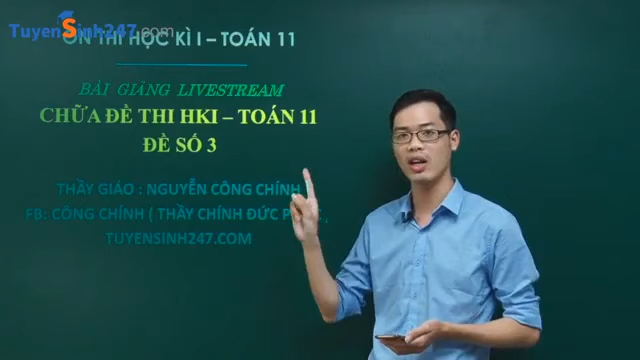 TuyenSinh247.com
ÔN THI HỌC KÌ I – TOÁN 11
BÀI GIẢNG LIVESTREAM
CHỮA ĐỀ THI HKI – TOÁN 11
ĐỀ SỐ 3
THẦY GIÁO : NGUYỄN CÔNG CHÍNH
FB: CÔNG CHÍNH ( THẦY CHÍNH ĐỨC
TUYENSINH247.COM